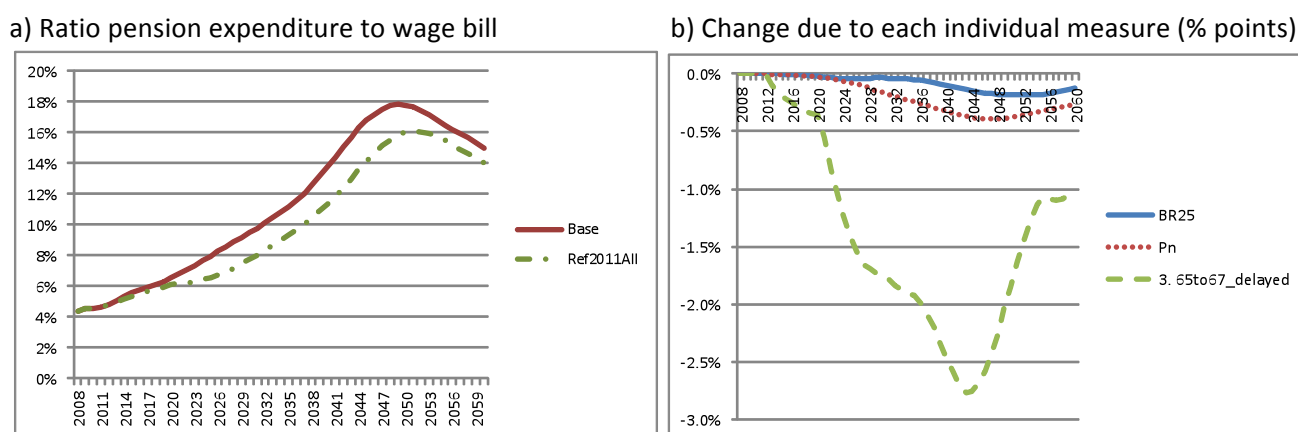 a) Ratio pension expenditure to wage bill
20%
18%
16%
14%
12%
10%
8%
6%
4%
2%
0%
2008 2011 2014 2017 2020 2023 2026 2029 2032 2035 2038 2041 2044 2047 2050 2053 2056 2059
Base
Ref2011All
b) Change due to each individual measure (% points)
0.0%
-0.5%
-1.0%
-1.5%
-2.0%
-2.5%
-3.0%
2008 2012 2016 2020 2024 2028 2032 2036 2040 2044 2048 2052 2056 2060
BR25
Pn
3. 65to67_delayed